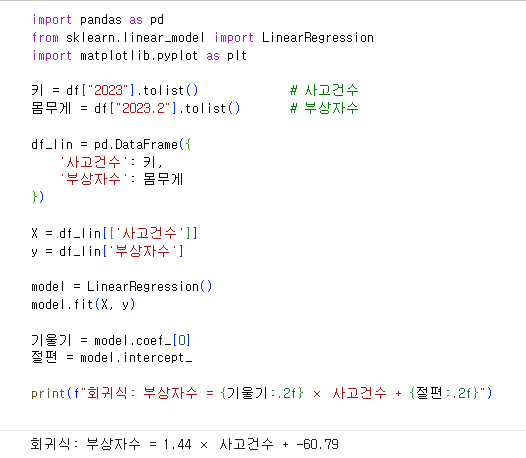 import pandas as pd
from sklearn.linear_model import LinearRegression
import matplotlib.pyplot as plt
키 = df["2023"].tolist() # 사고건수
몸무게 = df["2023.2"].tolist() # 부상자수
df_lin = pd.DataFrame({
'사고건수': 키,
'부상자수': 몸무게
})
X = df_lin[['사고건수']]
y = df_lin['부상자수']
model = LinearRegression()
model.fit(X, y)
기울기 = model.coef_[0]
절편 = model.intercept_
print(f"회귀식: 부상자수 = {기울기:.2f} × 사고건수 + {절편:.2f}")
회귀식: 부상자수 = 1.44 × 사고건수 + -60.79